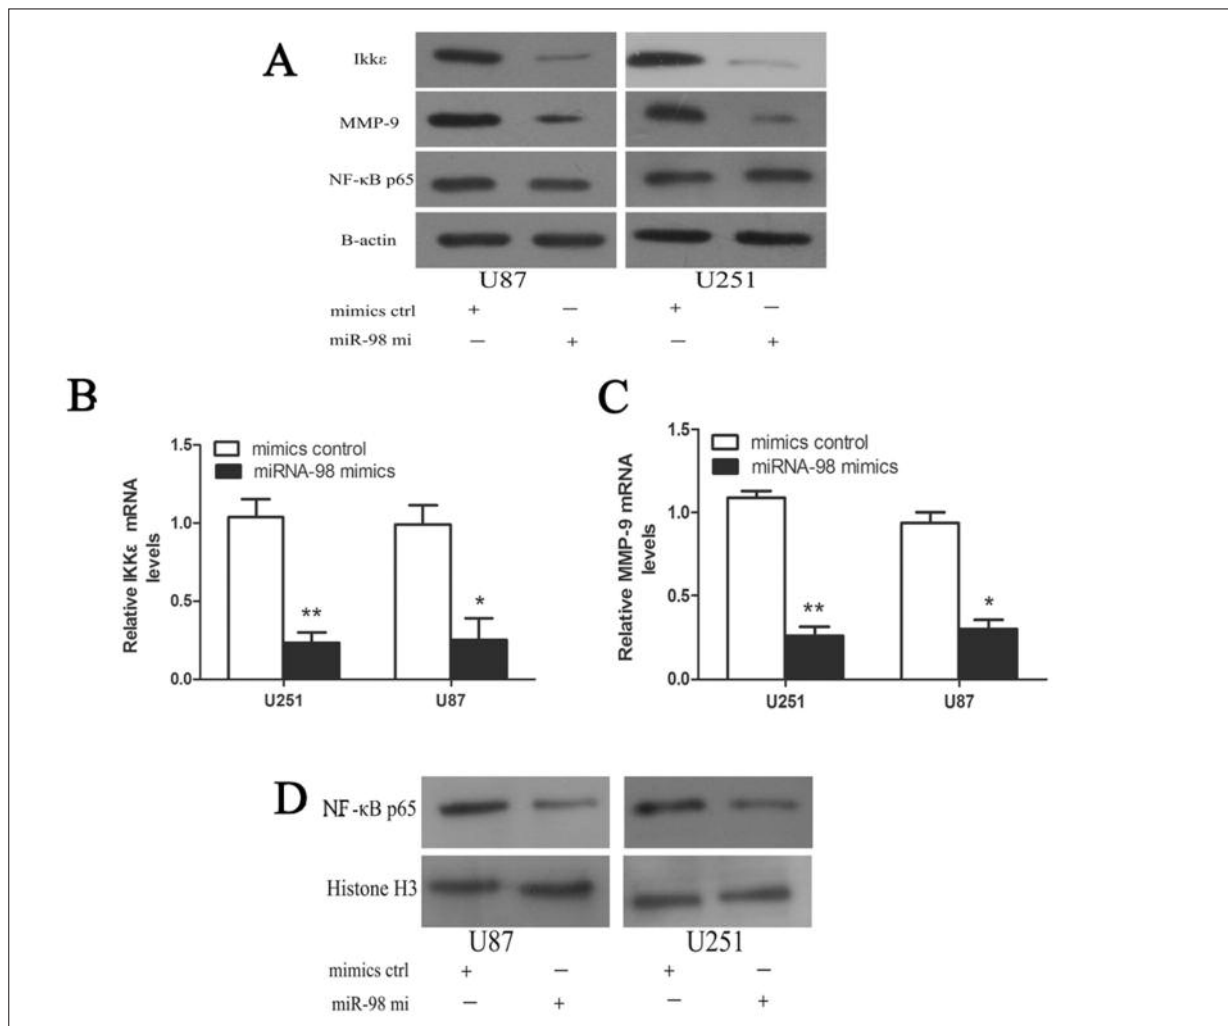 A
Ikkε
MMP-9
NF-κB p65
B-actin
U87 U251
mimics ctrl + — + —
miR-98 mi — + — +
B
1.5
1.0
0.5
0.0
Relative IKKε mRNA
levels
mimics control
miRNA-98 mimics
** *
U251 U87
C
1.5
1.0
0.5
0.0
Relative MMP-9 mRNA
levels
mimics control
miRNA-98 mimics
** *
U251 U87
D
NF-κB p65
Histone H3
U87 U251
mimics ctrl + — + —
miR-98 mi — + — +